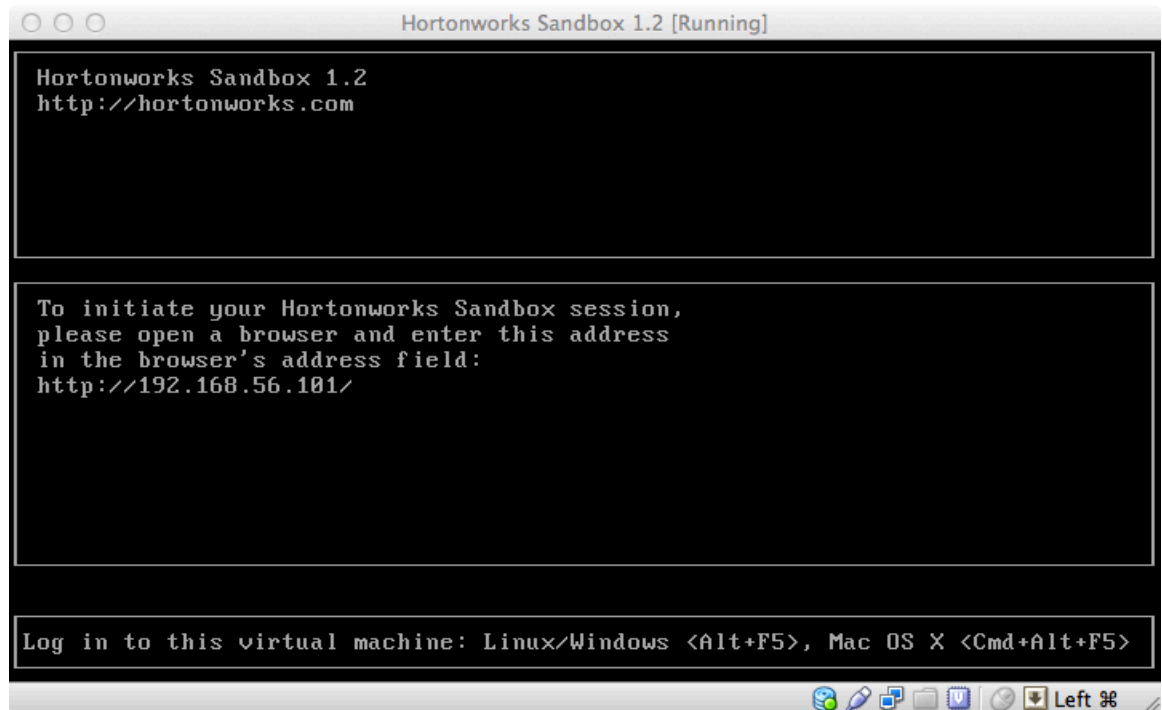 Hortonworks Sandbox 1.2 [Running]
Hortonworks Sandbox 1.2
http://hortonworks.com
To initiate your Hortonworks Sandbox session,
please open a browser and enter this address
in the browser's address field:
http://192.168.56.101/
Log in to this virtual machine: Linux/Windows <Alt+F5>, Mac OS X <Cmd+Alt+F5>
Left ⌘